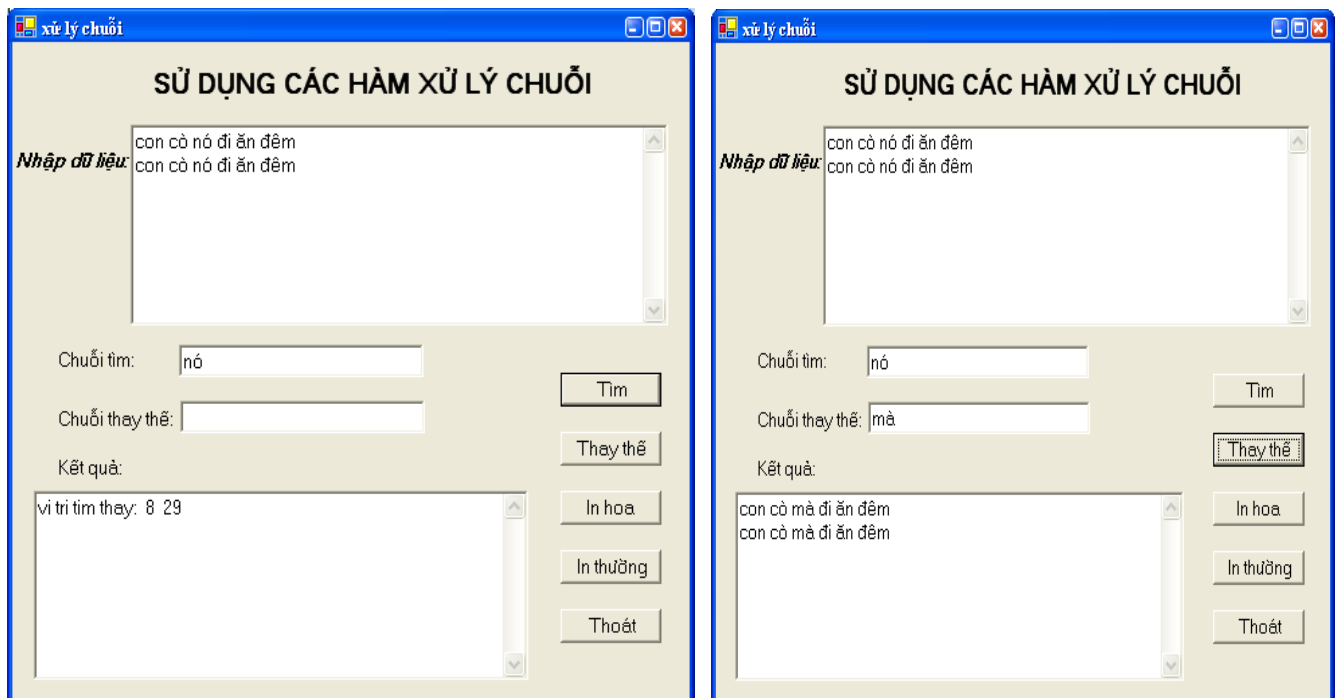 xử lý chuỗi
SỬ DỤNG CÁC HÀM XỬ LÝ CHUỖI
Nhập dữ liệu:
con cò nó đi ăn đêm
con cò nó đi ăn đêm
Chuỗi tìm:
nó
Tìm
Chuỗi thay thế:
Thay thế
Kết quả:
vi tri tim thay: 8 29
In hoa
In thường
Thoát
xử lý chuỗi
SỬ DỤNG CÁC HÀM XỬ LÝ CHUỖI
Nhập dữ liệu:
con cò nó đi ăn đêm
con cò nó đi ăn đêm
Chuỗi tìm:
nó
Tìm
Chuỗi thay thế:
mà
Thay thế
Kết quả:
con cò mà đi ăn đêm
con cò mà đi ăn đêm
In hoa
In thường
Thoát